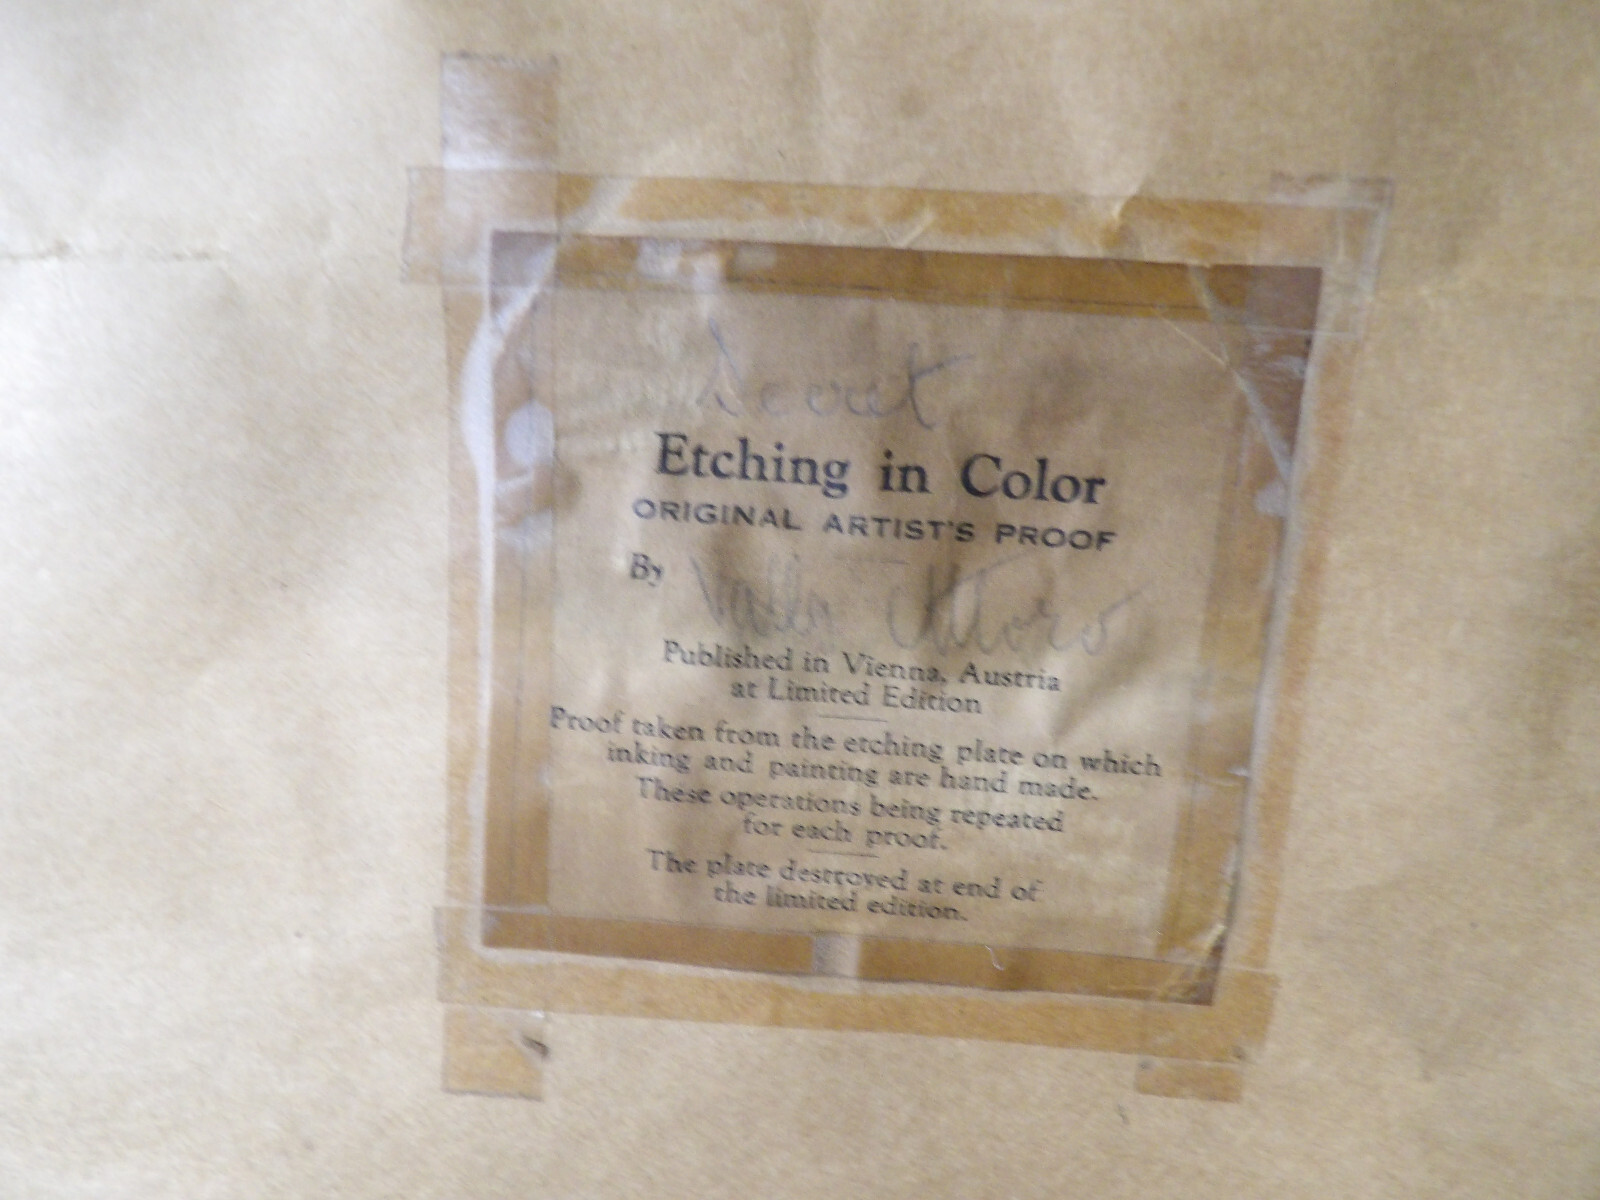 Secret
Etching in Color
ORIGINAL ARTIST'S PROOF
By Vally
Published in Vienna, Austria
at Limited Edition
Proof taken from the etching plate on which
inking and painting are hand made.
These operations being repeated
for each proof.
The plate destroyed at end of
the limited edition.